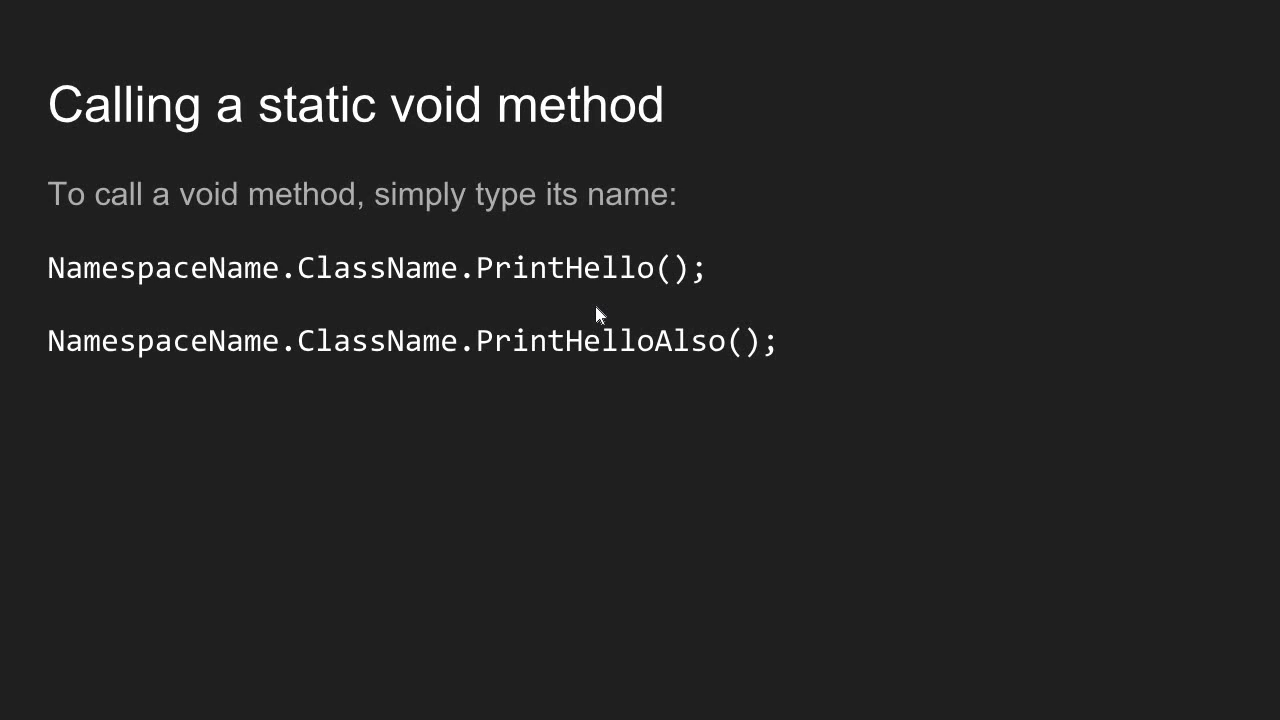 Calling a static void method
To call a void method, simply type its name:
NamespaceName.ClassName.PrintHello();
NamespaceName.ClassName.PrintHelloAlso();